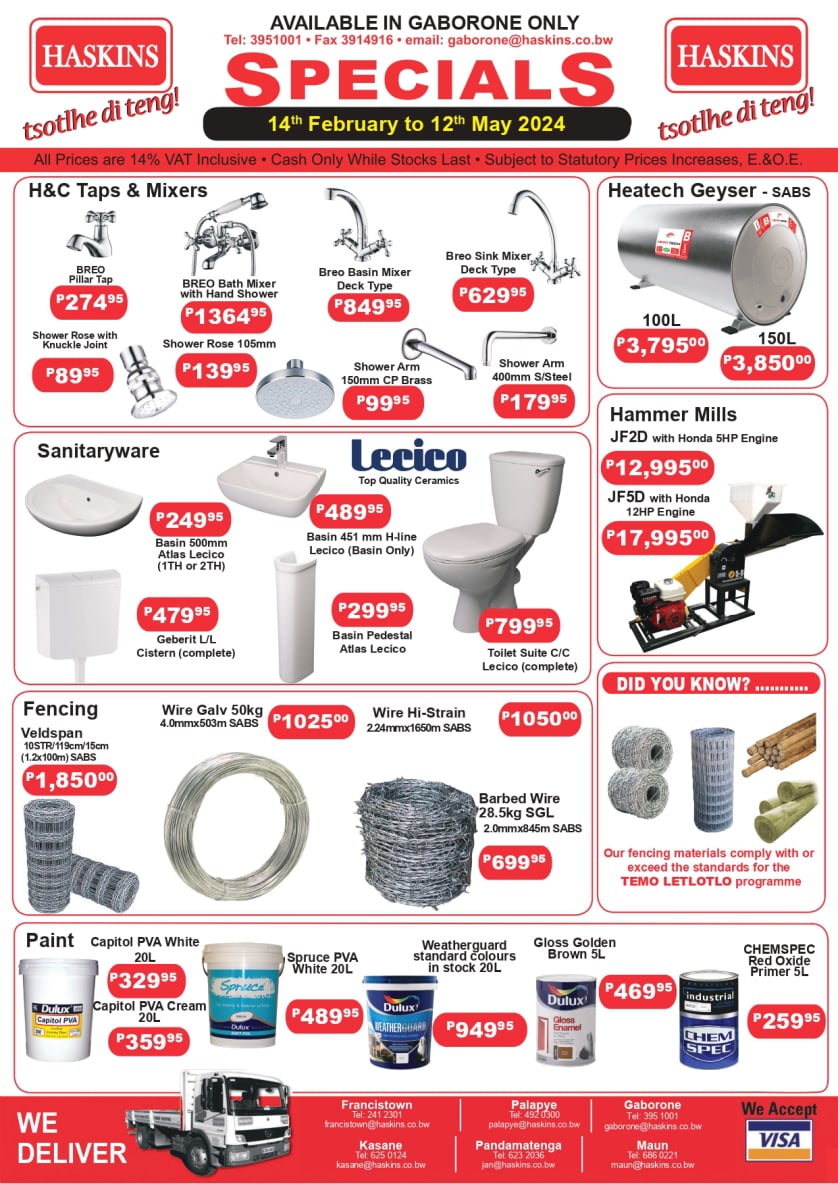 HASKINS
tsotlhe di teng!
AVAILABLE IN GABORONE ONLY
Tel: 3951001 • Fax 3914916 • email: gaborone@haskins.co.bw
SPECIALS
14th February to 12th May 2024
HASKINS
tsotlhe di teng!
All Prices are 14% VAT Inclusive • Cash Only While Stocks Last • Subject to Statutory Prices Increases, E.&O.E.
H&C Taps & Mixers
BREO
Pillar Tap
P274.95
BREO Bath Mixer
with Hand Shower
P1364.95
Breo Basin Mixer
Deck Type
P849.95
Breo Sink Mixer
Deck Type
P629.95
Shower Rose with
Knuckle Joint
P89.95
Shower Rose 105mm
P139.95
Shower Arm
150mm CP Brass
P99.95
Shower Arm
400mm S/Steel
P179.95
Heatech Geyser - SABS
100L
P3,795.00
150L
P3,850.00
Hammer Mills
JF2D with Honda 5HP Engine
P12,995.00
JF5D with Honda
12HP Engine
P17,995.00
Sanitaryware
Lecico
Top Quality Ceramics
P249.95
Basin 500mm
Atlas Lecico
(1TH or 2TH)
P489.95
Basin 451 mm H-line
Lecico (Basin Only)
P479.95
Geberit L/L
Cistern (complete)
P299.95
Basin Pedestal
Atlas Lecico
P799.95
Toilet Suite C/C
Lecico (complete)
DID YOU KNOW? ...........
Our fencing materials comply with or
exceed the standards for the
TEMO LETLOTLO programme
Fencing
Veldspan
10STR/119cm/15cm
(1.2x100m) SABS
P1,850.00
Wire Galv 50kg
4.0mmx503m SABS
P1025.00
Wire Hi-Strain
2.24mmx1650m SABS
P1050.00
Barbed Wire
28.5kg SGL
2.0mmx845m SABS
P699.95
Paint
Capitol PVA White
20L
P329.95
Capitol PVA Cream
20L
P359.95
Dulux
Capitol PVA
Spruce PVA
White 20L
P489.95
Spruce
Dulux
Weatherguard
standard colours
in stock 20L
P949.95
Dulux
WEATHERGUARD
Gloss Golden
Brown 5L
P469.95
Dulux
Gloss
Enamel
CHEMSPEC
Red Oxide
Primer 5L
P259.95
industrial
CHEM
SPEC
WE
DELIVER
Francistown
Tel: 241 2301
francistown@haskins.co.bw
Palapye
Tel: 492 0300
palapye@haskins.co.bw
Gaborone
Tel: 395 1001
gaborone@haskins.co.bw
Kasane
Tel: 625 0124
kasane@haskins.co.bw
Pandamatenga
Tel: 623 2036
jan@haskins.co.bw
Maun
Tel: 686 0221
maun@haskins.co.bw
We Accept
VISA